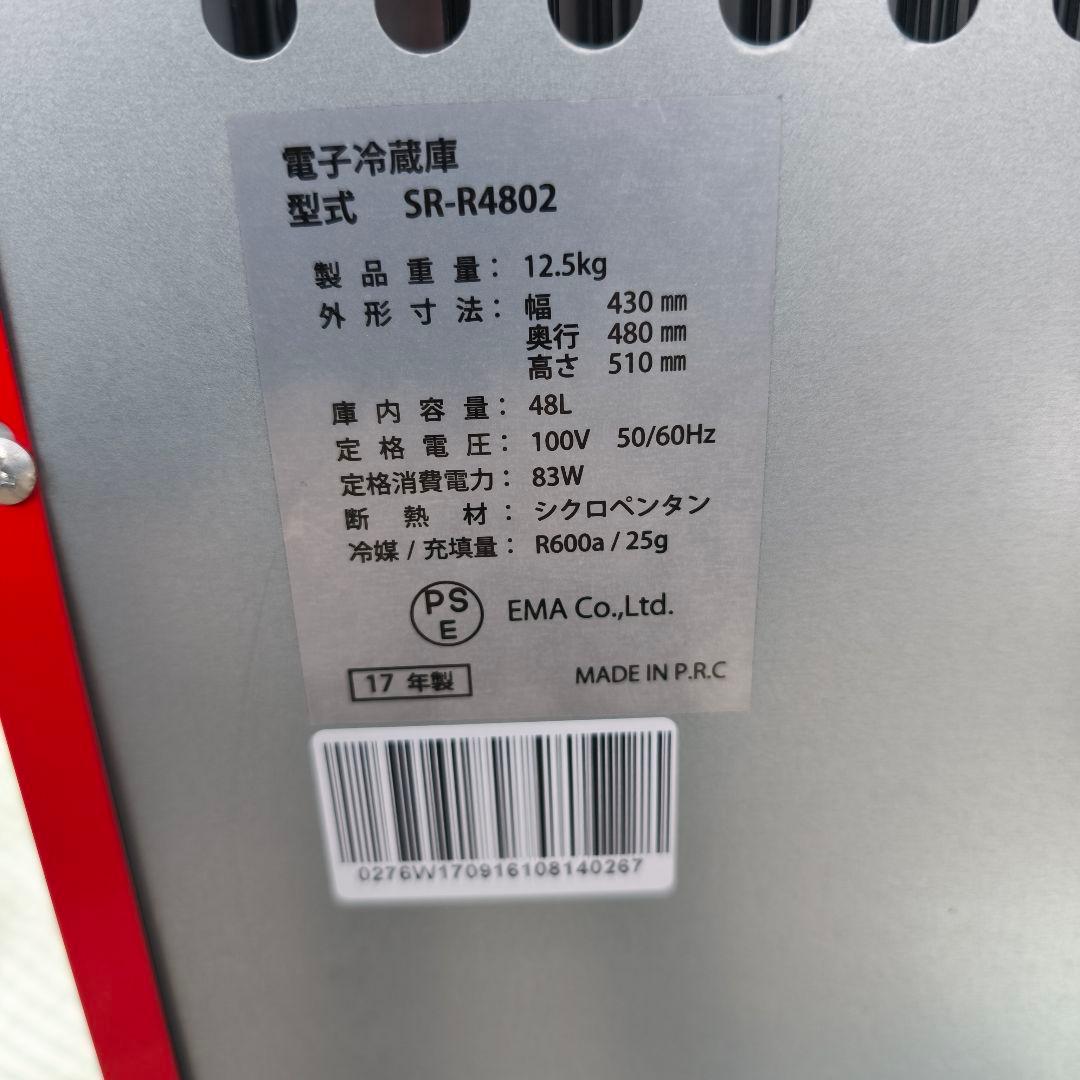 電子冷蔵庫
型式 SR-R4802
製品重量： 12.5kg
外形寸法： 幅 430㎜
奥行 480㎜
高さ 510㎜
庫内容量： 48L
定格電圧： 100V 50/60Hz
定格消費電力： 83W
断熱材： シクロペンタン
冷媒/充填量： R600a / 25g
PS
E
EMA Co.,Ltd.
17 年製 MADE IN P.R.C
0276W170916108140267